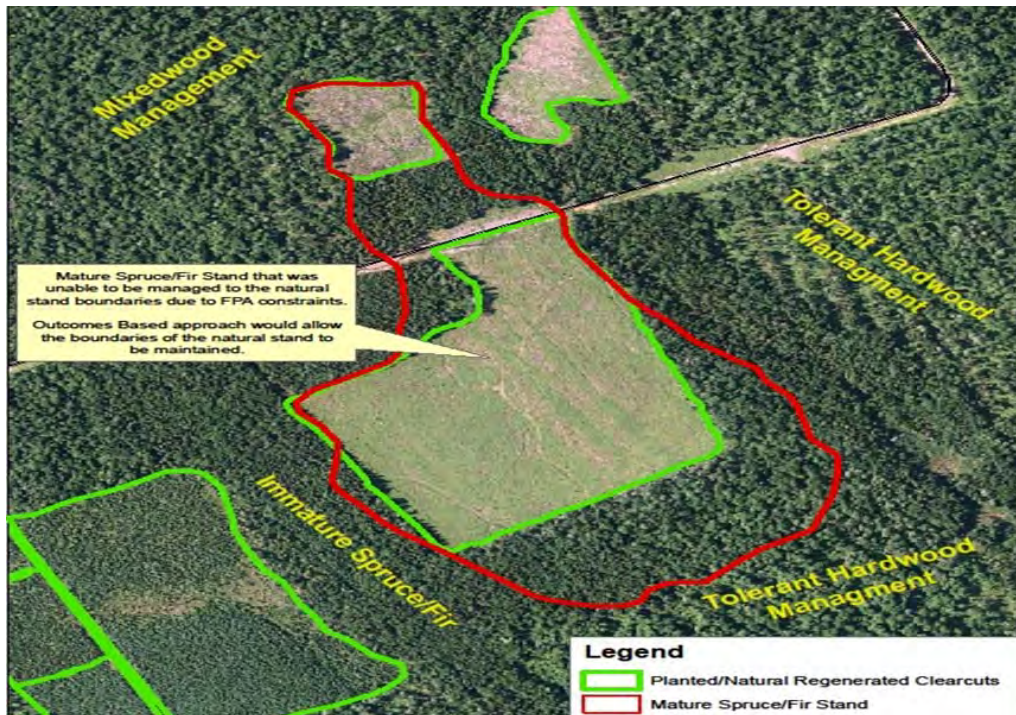 Mixedwood
Management
Tolerant Hardwood
Managment
Mature Spruce/Fir Stand that was
unable to be managed to the natural
stand boundaries due to FPA constraints.
Outcomes Based approach would allow
the boundaries of the natural stand to
be maintained.
Immature Spruce/Fir
Tolerant Hardwood
Managment
Legend
Planted/Natural Regenerated Clearcuts
Mature Spruce/Fir Stand